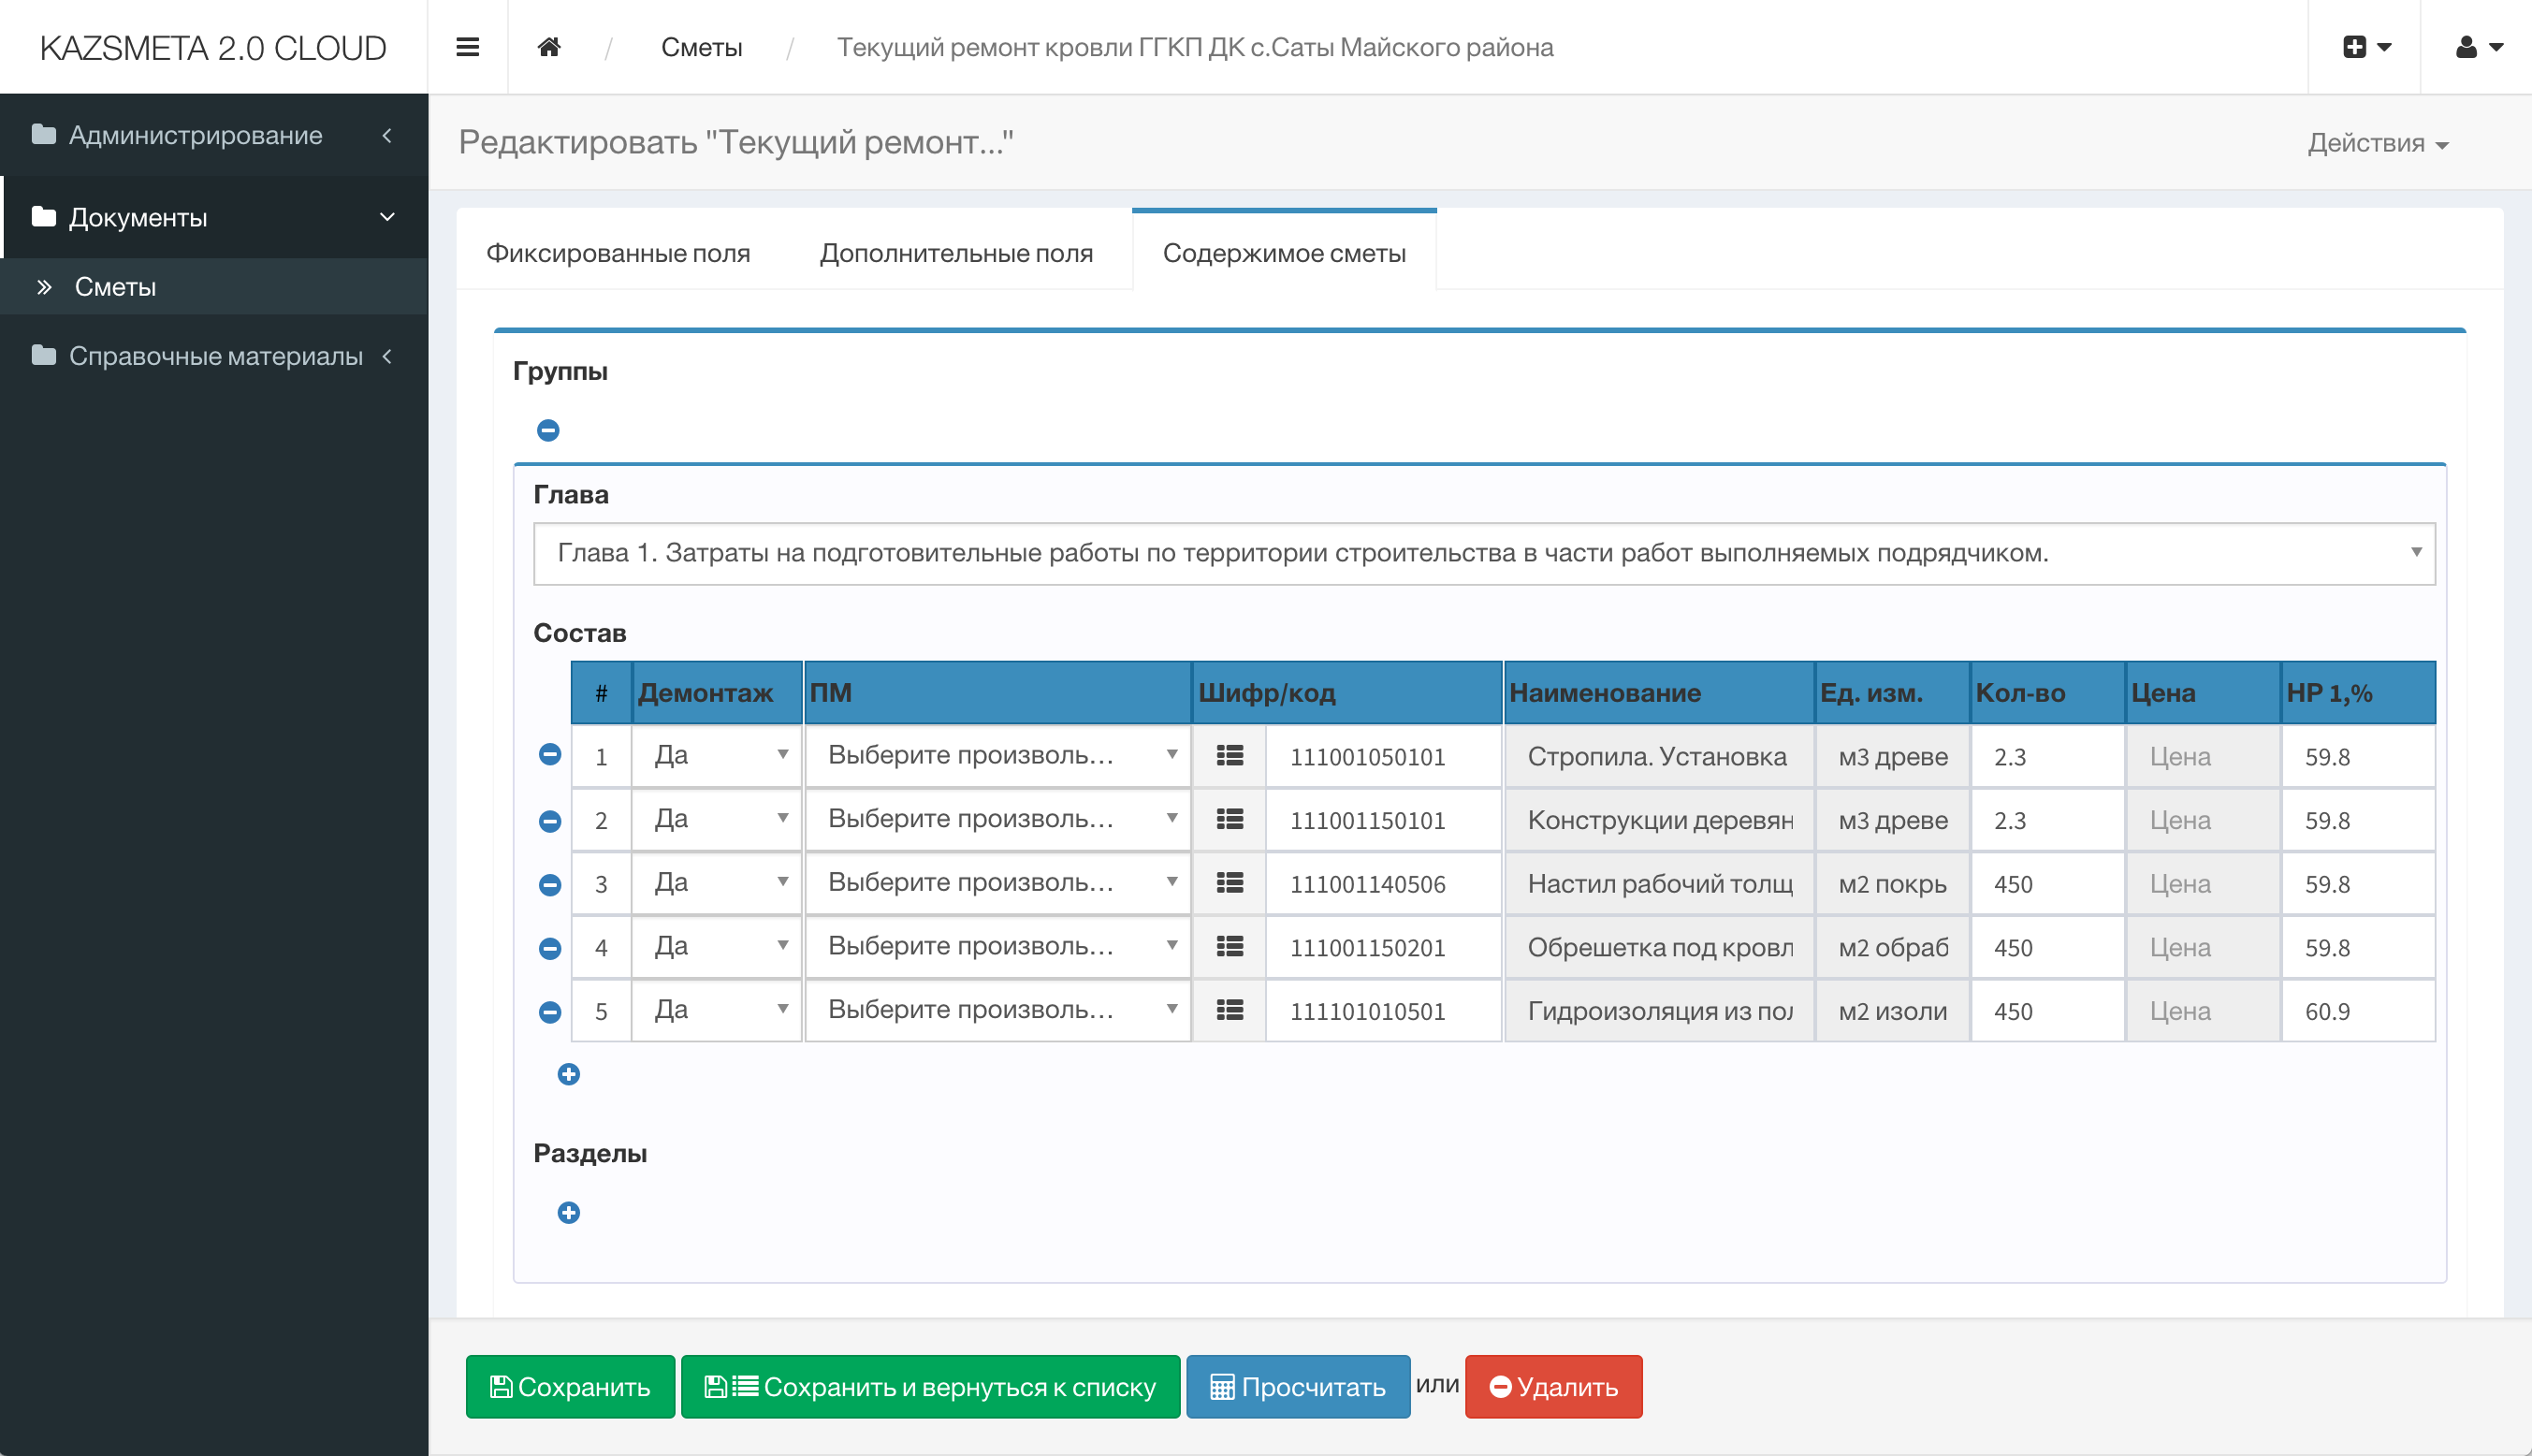 KAZSMETA 2.0 CLOUD
/ Сметы / Текущий ремонт кровли ГГКП ДК с.Саты Майского района
Администрирование
Документы
Сметы
Справочные материалы
Редактировать "Текущий ремонт..."
Действия
Фиксированные поля Дополнительные поля Содержимое сметы
Группы
Глава
Глава 1. Затраты на подготовительные работы по территории строительства в части работ выполняемых подрядчиком.
Состав
# Демонтаж ПМ Шифр/код Наименование Ед. изм. Кол-во Цена НР 1,%
1 Да Выберите произволь... 111001050101 Стропила. Установка м3 древе 2.3 Цена 59.8
2 Да Выберите произволь... 111001150101 Конструкции деревян м3 древе 2.3 Цена 59.8
3 Да Выберите произволь... 111001140506 Настил рабочий толщ м2 покры 450 Цена 59.8
4 Да Выберите произволь... 111001150201 Обрешетка под кровл м2 обраб 450 Цена 59.8
5 Да Выберите произволь... 111101010501 Гидроизоляция из пол м2 изоли 450 Цена 60.9
Разделы
Сохранить Сохранить и вернуться к списку Просчитать или Удалить